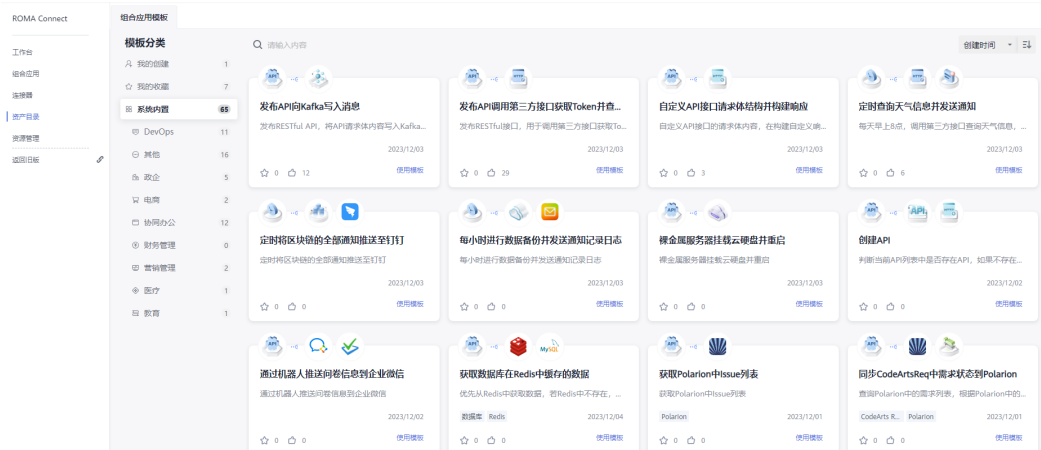 ROMA Connect
工作台
组合应用
连接器
资产目录
资源管理
返回旧版
组合应用模板
模板分类
我的创建 1
我的收藏 7
系统内置 65
DevOps 11
其他 16
政企 5
电商 2
协同办公 12
财务管理 0
营销管理 2
医疗 1
教育 1
请输入内容
创建时间
发布API向Kafka写入消息
发布RESTful API，将API请求体内容写入Kafka...
2023/12/03
0 12 使用模板
发布API调用第三方接口获取Token并查...
发布RESTful接口，用于调用第三方接口获取To...
2023/12/03
0 29 使用模板
自定义API接口请求体结构并构建响应
自定义API接口的请求体内容，在构建自定义响...
2023/12/03
0 3 使用模板
定时查询天气信息并发送通知
每天早上8点，调用第三方接口查询天气信息，...
2023/12/03
0 6 使用模板
定时将区块链的全部通知推送至钉钉
定时将区块链的全部通知推送至钉钉
2023/12/03
0 0 使用模板
每小时进行数据备份并发送通知记录日志
每小时进行数据备份并发送通知记录日志
2023/12/03
0 0 使用模板
裸金属服务器挂载云硬盘并重启
裸金属服务器挂载云硬盘并重启
2023/12/03
0 0 使用模板
API
创建API
判断当前API列表中是否存在API，如果不存在...
2023/12/02
0 0 使用模板
通过机器人推送问卷信息到企业微信
通过机器人推送问卷信息到企业微信
2023/12/02
0 0 使用模板
MySQL
获取数据库在Redis中缓存的数据
优先从Redis中获取数据，若Redis中不存在，...
数据库 Redis 2023/12/04
0 0 使用模板
获取Polarion中Issue列表
获取Polarion中Issue列表
Polarion 2023/12/01
0 0 使用模板
同步CodeArtsReq中需求状态到Polarion
查询Polarion中的需求列表，根据Polarion中的...
CodeArts R... Polarion 2023/12/01
0 0 使用模板